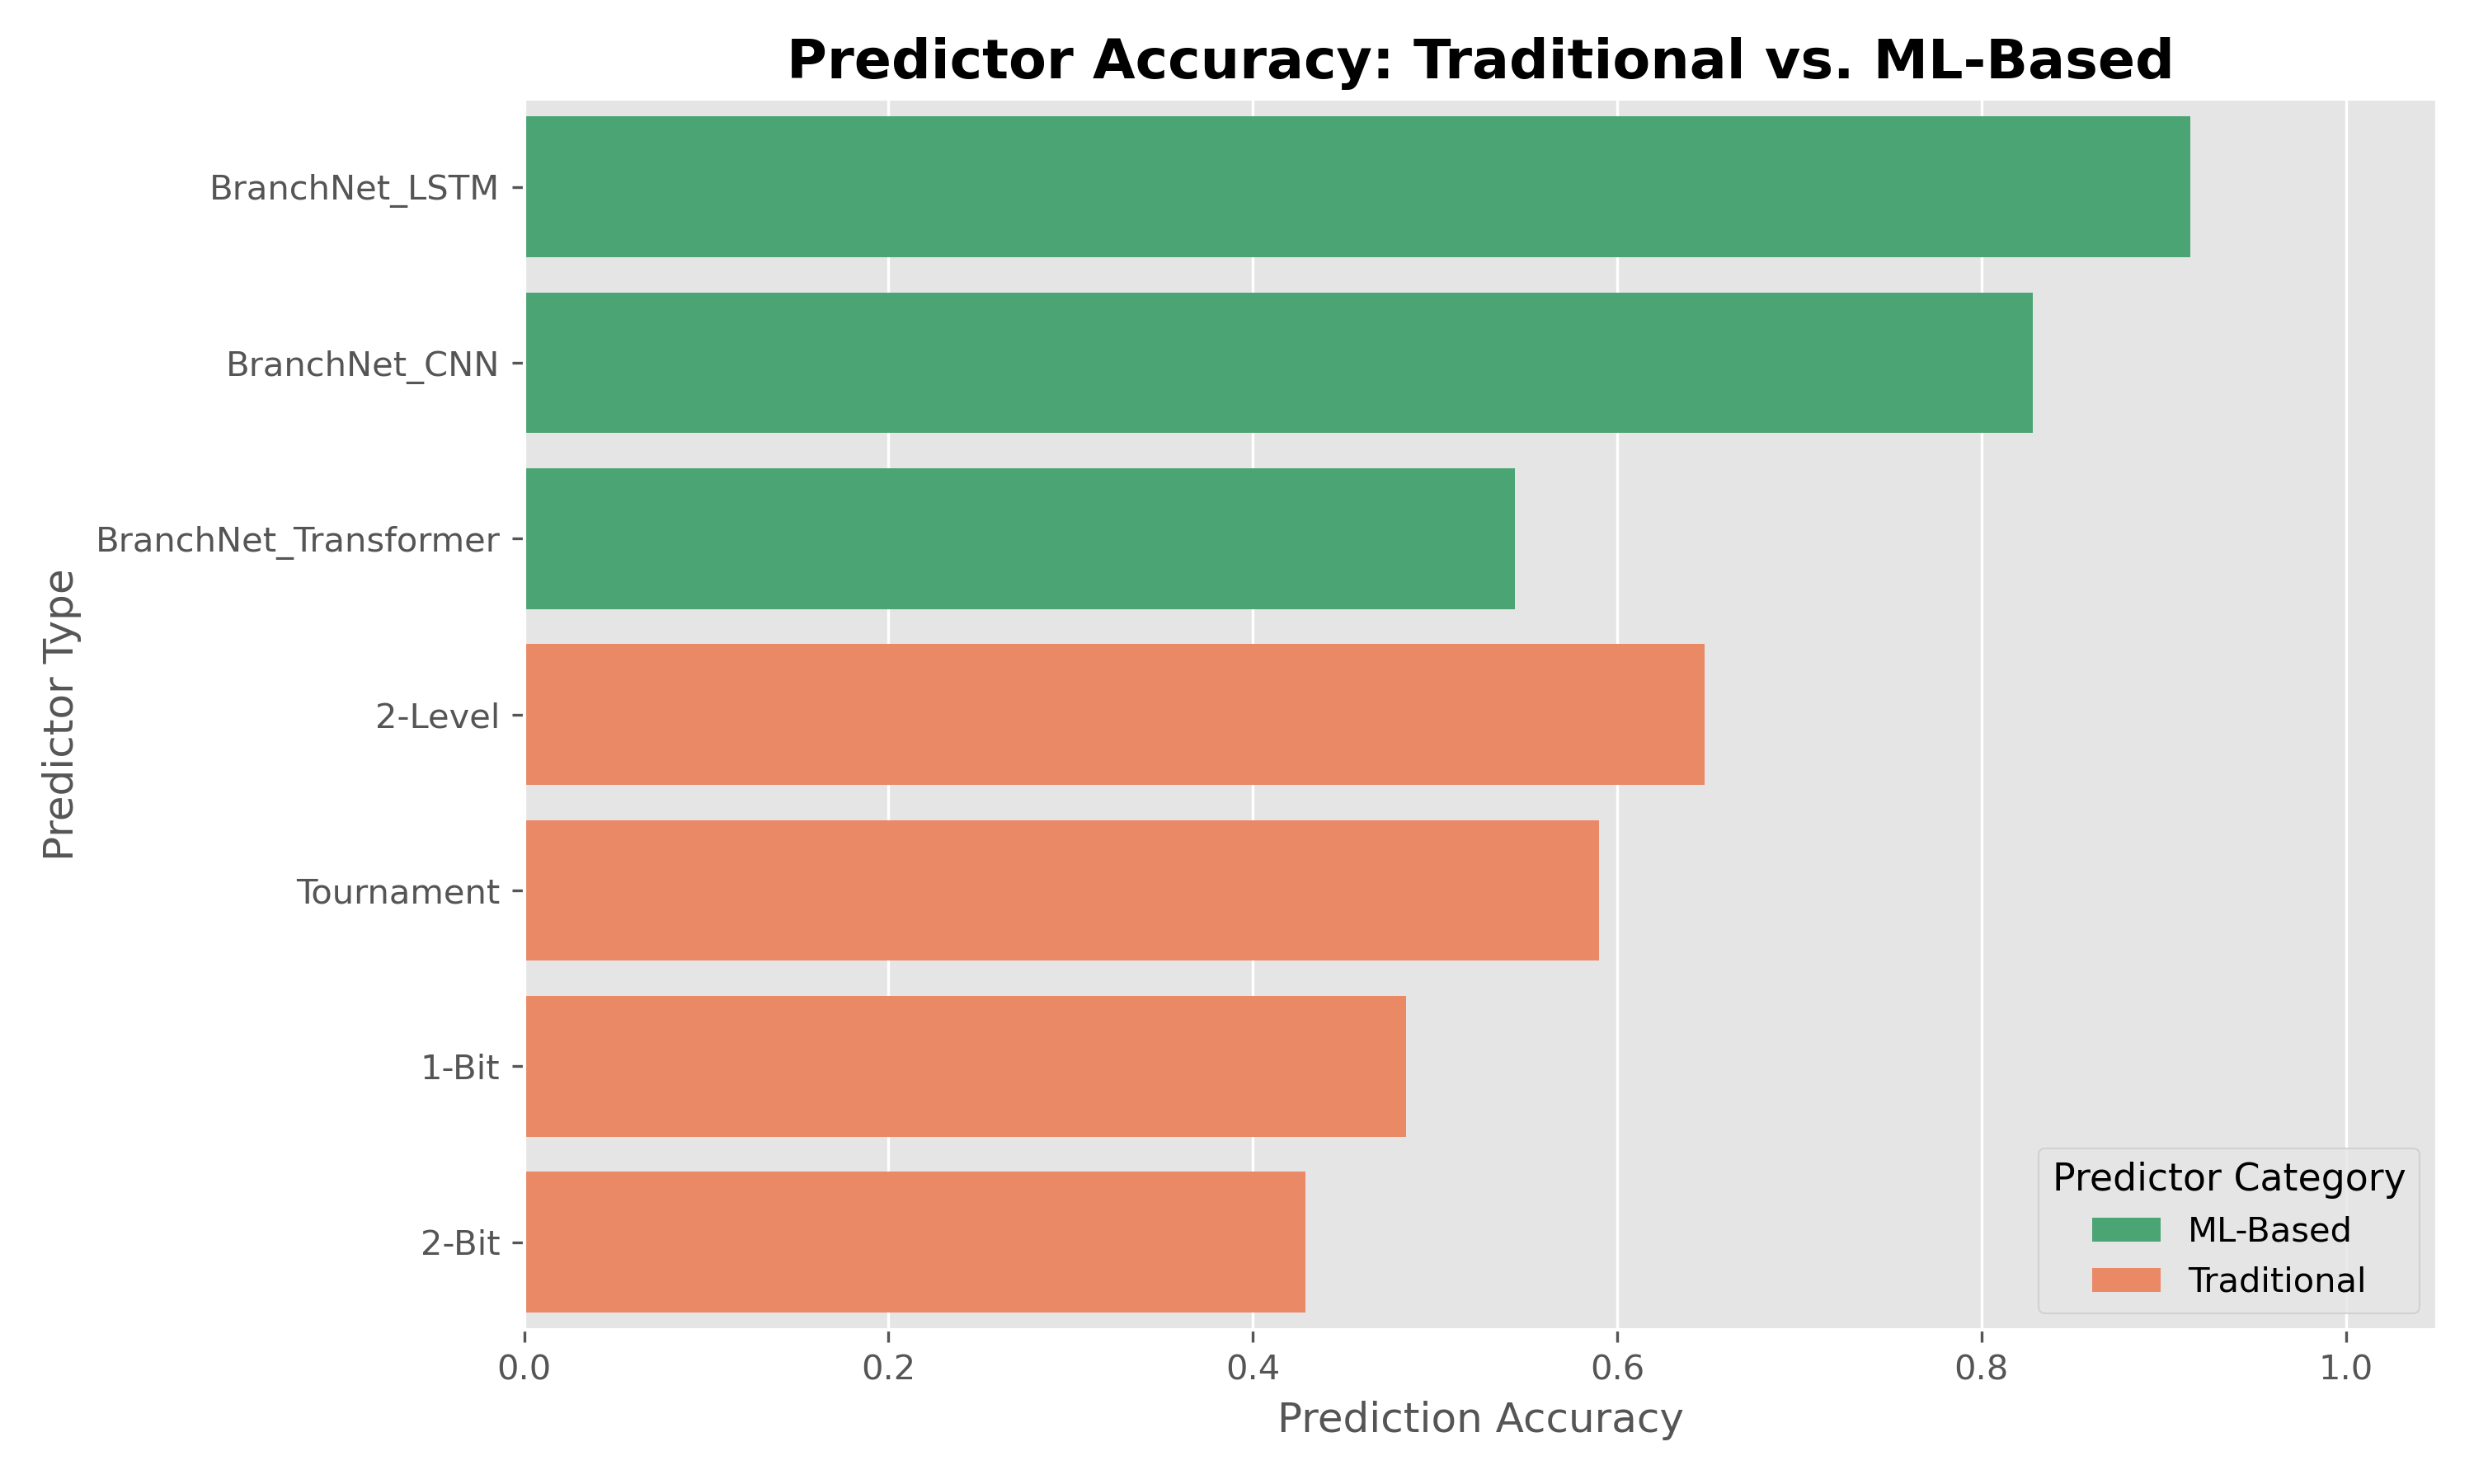 Predictor Accuracy: Traditional vs. ML-Based
Predictor Type
BranchNet_LSTM
BranchNet_CNN
BranchNet_Transformer
2-Level
Tournament
1-Bit
2-Bit
Predictor Category
ML-Based
Traditional
0.0 0.2 0.4 0.6 0.8 1.0
Prediction Accuracy